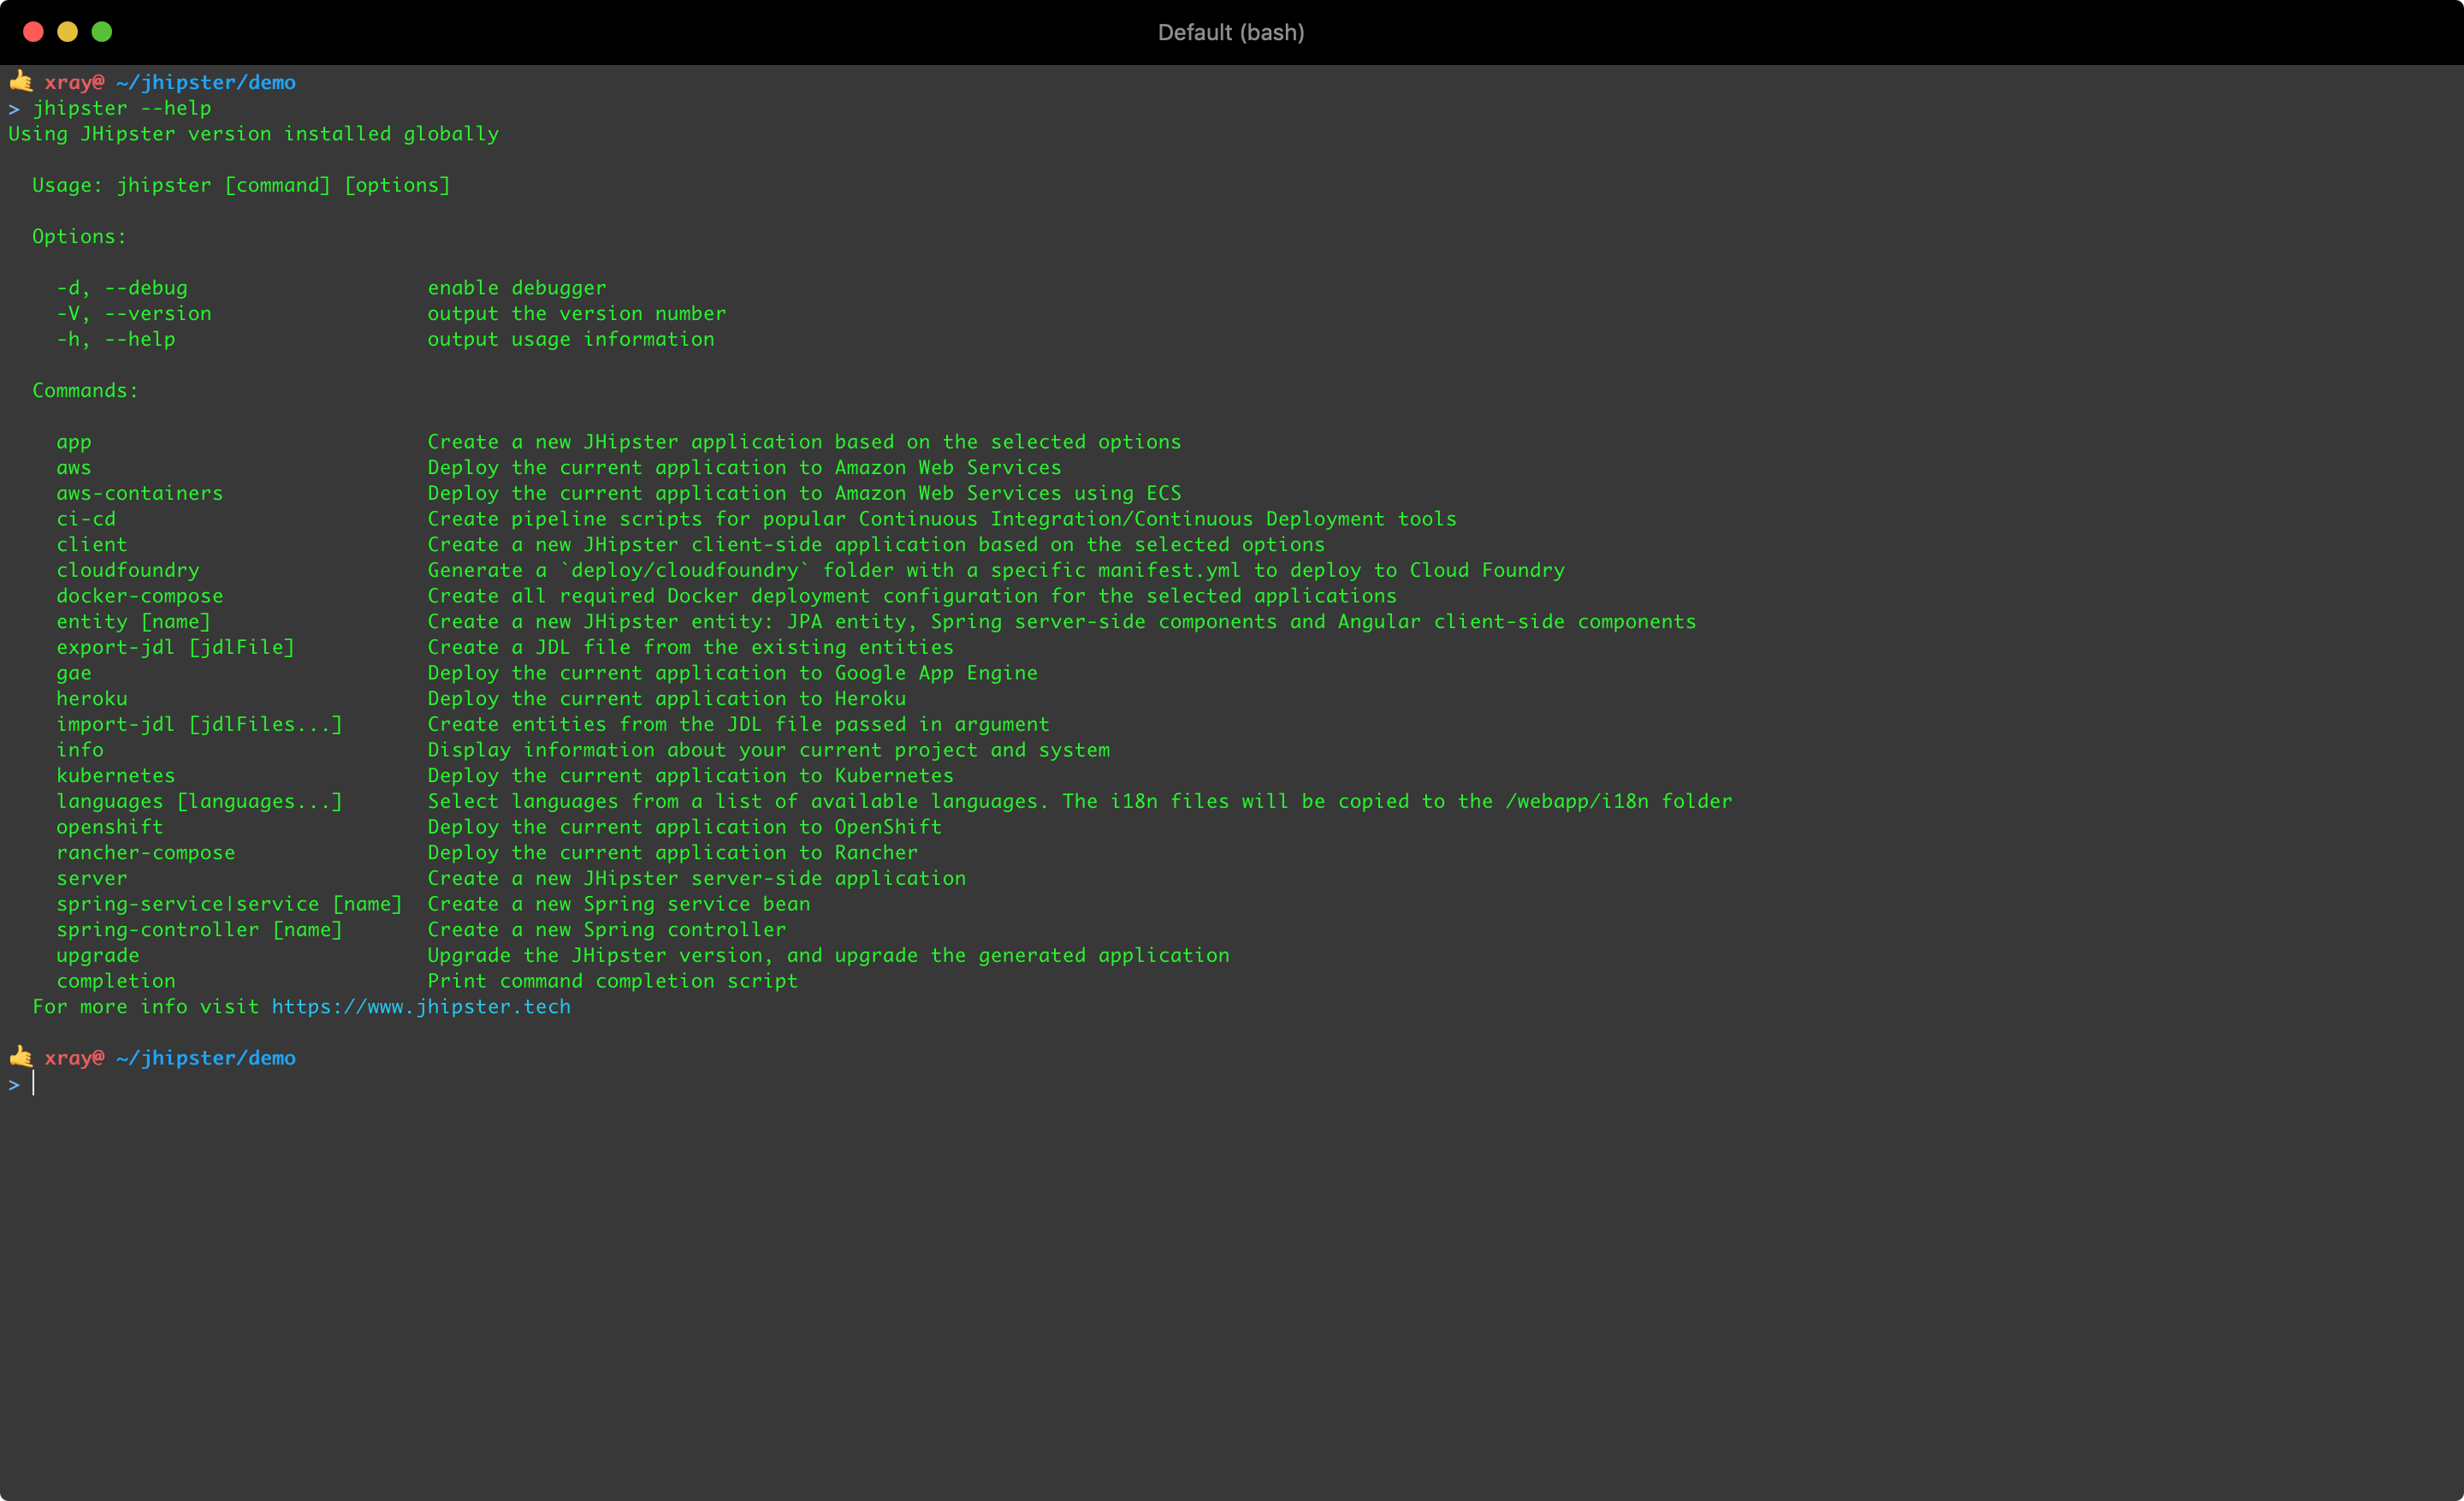 Default (bash)
🤙 xray@ ~/jhipster/demo
> jhipster --help
Using JHipster version installed globally
  Usage: jhipster [command] [options]
  Options:
    -d, --debug                    enable debugger
    -V, --version                  output the version number
    -h, --help                     output usage information
  Commands:
    app                            Create a new JHipster application based on the selected options
    aws                            Deploy the current application to Amazon Web Services
    aws-containers                 Deploy the current application to Amazon Web Services using ECS
    ci-cd                          Create pipeline scripts for popular Continuous Integration/Continuous Deployment tools
    client                         Create a new JHipster client-side application based on the selected options
    cloudfoundry                   Generate a `deploy/cloudfoundry` folder with a specific manifest.yml to deploy to Cloud Foundry
    docker-compose                 Create all required Docker deployment configuration for the selected applications
    entity [name]                  Create a new JHipster entity: JPA entity, Spring server-side components and Angular client-side components
    export-jdl [jdlFile]           Create a JDL file from the existing entities
    gae                            Deploy the current application to Google App Engine
    heroku                         Deploy the current application to Heroku
    import-jdl [jdlFiles...]       Create entities from the JDL file passed in argument
    info                           Display information about your current project and system
    kubernetes                     Deploy the current application to Kubernetes
    languages [languages...]       Select languages from a list of available languages. The i18n files will be copied to the /webapp/i18n folder
    openshift                      Deploy the current application to OpenShift
    rancher-compose                Deploy the current application to Rancher
    server                         Create a new JHipster server-side application
    spring-service|service [name]  Create a new Spring service bean
    spring-controller [name]       Create a new Spring controller
    upgrade                        Upgrade the JHipster version, and upgrade the generated application
    completion                     Print command completion script
  For more info visit https://www.jhipster.tech
🤙 xray@ ~/jhipster/demo
>